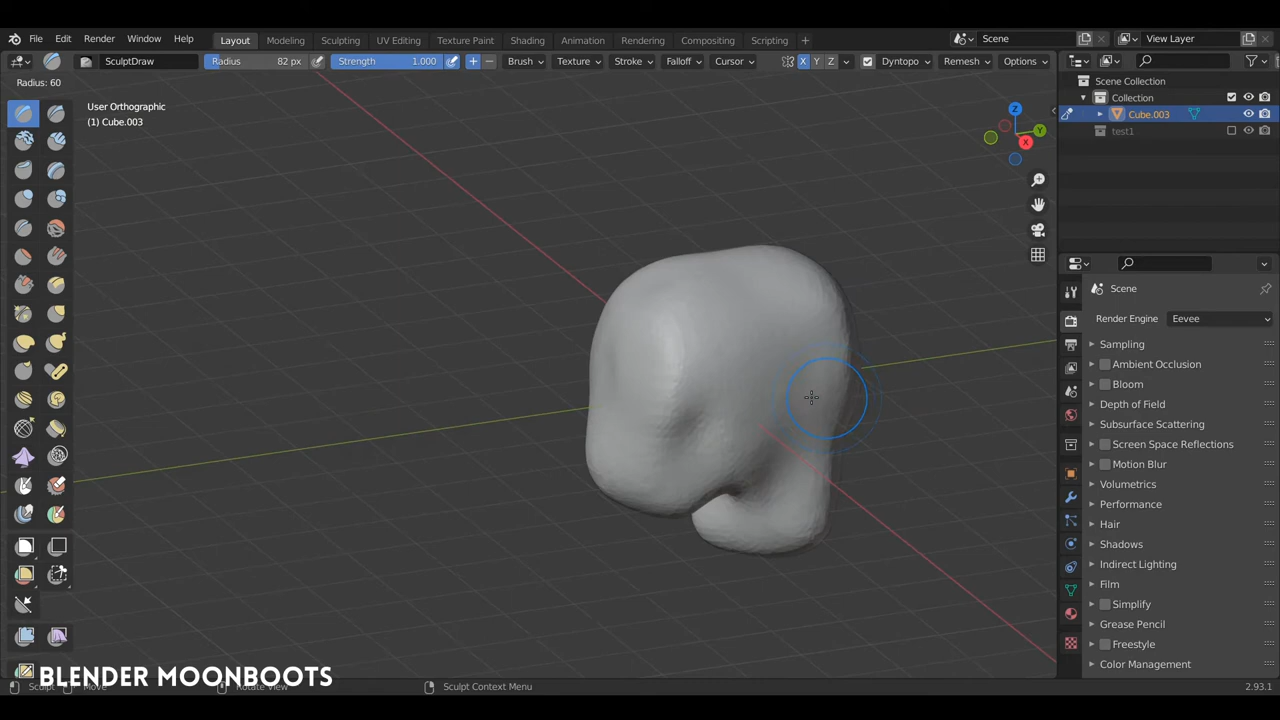 File Edit Render Window Help Layout Modeling Sculpting UV Editing Texture Paint Shading Animation Rendering Compositing Scripting + Scene View Layer
SculptDraw Radius 82 px Strength 1.000 Brush Texture Stroke Falloff Cursor X Y Z Dyntopo Remesh Options
Radius: 60
User Orthographic
(1) Cube.003
Z
Y
X
Scene Collection
Collection
Cube.003
test1
Scene
Render Engine Eevee
Sampling
Ambient Occlusion
Bloom
Depth of Field
Subsurface Scattering
Screen Space Reflections
Motion Blur
Volumetrics
Performance
Hair
Shadows
Indirect Lighting
Film
Simplify
Grease Pencil
Freestyle
Color Management
BLENDER MOONBOOTS
Sculpt Move Rotate View Sculpt Context Menu 2.93.1